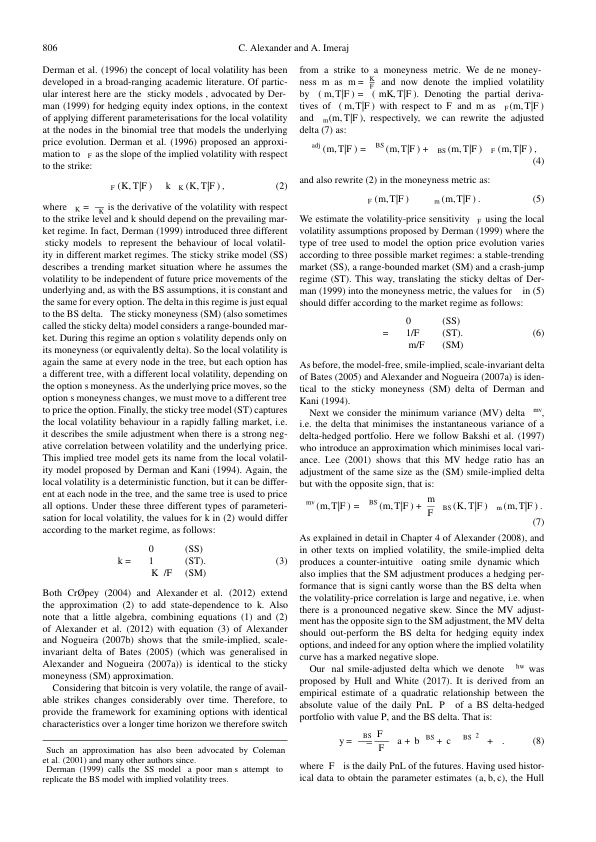 806
C. Alexander and A. Imeraj
Derman et al. (1996) the concept of local volatility has been
developed in a broad-ranging academic literature. Of partic-
ular interest here are the sticky models , advocated by Der-
man (1999) for hedging equity index options, in the context
of applying different parameterisations for the local volatility
at the nodes in the binomial tree that models the underlying
price evolution. Derman et al. (1996) proposed an approxi-
mation to F as the slope of the implied volatility with respect
to the strike:
F (K, T|F ) k K (K, T|F ) , (2)
where K = K is the derivative of the volatility with respect
to the strike level and k should depend on the prevailing mar-
ket regime. In fact, Derman (1999) introduced three different
sticky models to represent the behaviour of local volatil-
ity in different market regimes. The sticky strike model (SS)
describes a trending market situation where he assumes the
volatility to be independent of future price movements of the
underlying and, as with the BS option, it is constant and
the same for every option. The delta in this regime is just equal
to the BS delta. The sticky moneyness (SM) (also sometimes
called the sticky delta) model considers a range-bounded mar-
ket. During this regime an option s volatility depends only on
its moneyness (or equivalently delta). So the local volatility is
again the same at every node in the tree, but each option has
a different tree, with a different local volatility, depending on
the option s moneyness. As the underlying price moves, so the
option s moneyness changes, we must move to a different tree
to price the option. Finally, the sticky tree model (ST) captures
the local volatility behaviour in a rapidly falling market, i.e.
it describes the smile adjustment when there is a strong neg-
ative correlation between volatility and the underlying price.
This implied tree model gets its name from the local volatil-
ity model proposed by Derman and Kani (1994). Again, the
local volatility is a deterministic function, but it can be differ-
ent at each node in the tree, and the same tree is used to price
all options. Under these three different types of parameteri-
sation for local volatility, the values for k in (2) would differ
according to the market regime, as follows:
0 (SS)
k = 1 (ST). (3)
K /F (SM)
Both CrØpey (2004) and Alexander et al. (2012) extend
the approximation (2) to add state-dependence to k. Also
note that a little algebra, combining equations (1) and (2)
of Alexander et al. (2012) with equation (3) of Alexander
and Nogueira (2007b) shows that the smile-implied, scale-
invariant delta of Bates (2005) (which was generalised in
Alexander and Nogueira (2007a)) is identical to the sticky
moneyness (SM) approximation.
Considering that bitcoin is very volatile, the range of avail-
able strikes changes considerably over time. Therefore, to
provide the framework for examining options with identical
characteristics over a longer time horizon we therefore switch
Such an approximation has also been advocated by Coleman
et al. (2001) and many other authors since.
Derman (1999) calls the SS model a poor man s attempt to
replicate the BS model with implied volatility trees.
from a strike to a moneyness metric. We de ne money-
ness m as m = K/F and now denote the implied volatility
by ( m, T|F ) = ( mK, T|F ). Denoting the partial deriva-
tives of ( m, T|F ) with respect to F and m as F(m, T|F )
and m(m, T|F ), respectively, we can rewrite the adjusted
delta (7) as:
adj (m, T|F ) = BS (m, T|F ) + BS (m, T|F ) F (m, T|F ) ,
(4)
and also rewrite (2) in the moneyness metric as:
F (m, T|F ) m (m, T|F ) . (5)
We estimate the volatility-price sensitivity F using the local
volatility assumptions proposed by Derman (1999) where the
type of tree used to model the option price evolution varies
according to three possible market regimes: a stable-trending
market (SS), a range-bounded market (SM) and a crash-jump
regime (ST). This way, translating the sticky deltas of Der-
man (1999) into the moneyness metric, the values for in (5)
should differ according to the market regime as follows:
0 (SS)
= 1/F (ST). (6)
m/F (SM)
As before, the model-free, smile-implied, scale-invariant delta
of Bates (2005) and Alexander and Nogueira (2007a) is iden-
tical to the sticky moneyness (SM) delta of Derman and
Kani (1994).
Next we consider the minimum variance (MV) delta mv,
i.e. the delta that minimises the instantaneous variance of a
delta-hedged portfolio. Here we follow Bakshi et al. (1997)
who introduce an approximation which minimises local vari-
ance. Lee (2001) shows that this MV hedge ratio has an
adjustment of the same size as the (SM) smile-implied delta
but with the opposite sign, that is:
mv (m, T|F ) = BS (m, T|F ) + m/F BS (K, T|F ) m (m, T|F ) .
(7)
As explained in detail in Chapter 4 of Alexander (2008), and
in other texts on implied volatility, the smile-implied delta
produces a counter-intuitive oating smile dynamic which
also implies that the SM adjustment produces a hedging per-
formance that is signi cantly worse than the BS delta when
the volatility-price correlation is large and negative, i.e. when
there is a pronounced negative skew. Since the MV adjust-
ment has the opposite sign to the SM adjustment, the MV delta
should out-perform the BS delta for hedging equity index
options, and indeed for any option where the implied volatility
curve has a marked negative slope.
Our nal smile-adjusted delta which we denote hw was
proposed by Hull and White (2017). It is derived from an
empirical estimate of a quadratic relationship between the
absolute value of the daily PnL P of a BS delta-hedged
portfolio with value P, and the BS delta. That is:
y = BS F / F a + b BS + c BS 2 + . (8)
where F is the daily PnL of the futures. Having used histor-
ical data to obtain the parameter estimates (a, b, c), the Hull